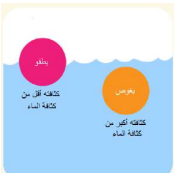 يطفو
كثافته أقل من
كثافة الماء
يغوص
كثافته أكبر من
كثافة الماء